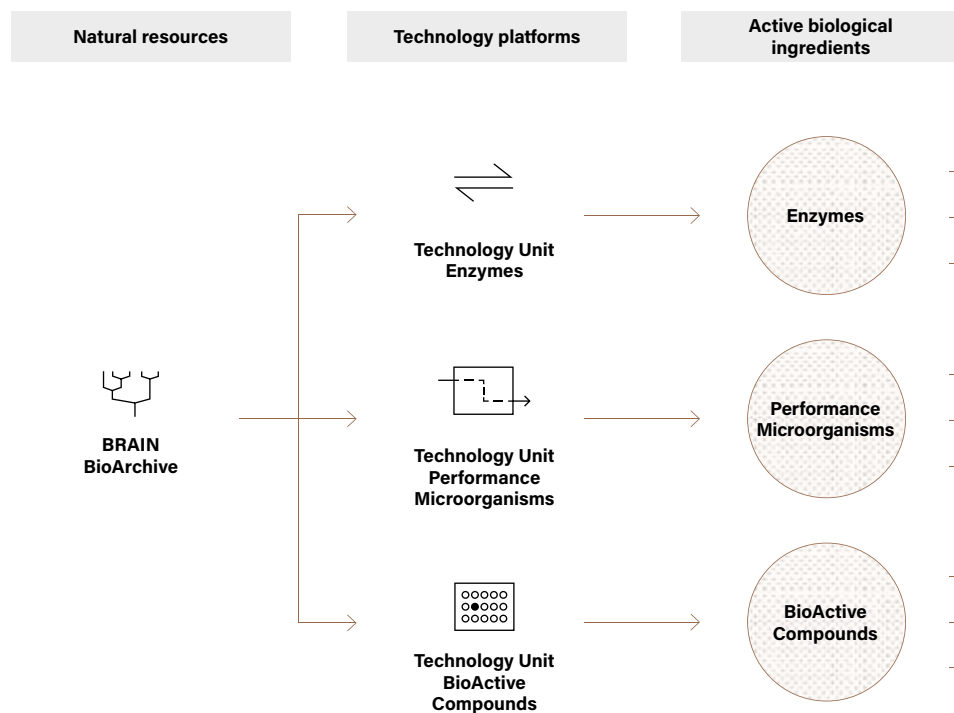 Natural resources
Technology platforms
Active biological
ingredients
Technology Unit
Enzymes
Enzymes
BRAIN
BioArchive
Technology Unit
Performance
Microorganisms
Performance
Microorganisms
Technology Unit
BioActive
Compounds
BioActive
Compounds